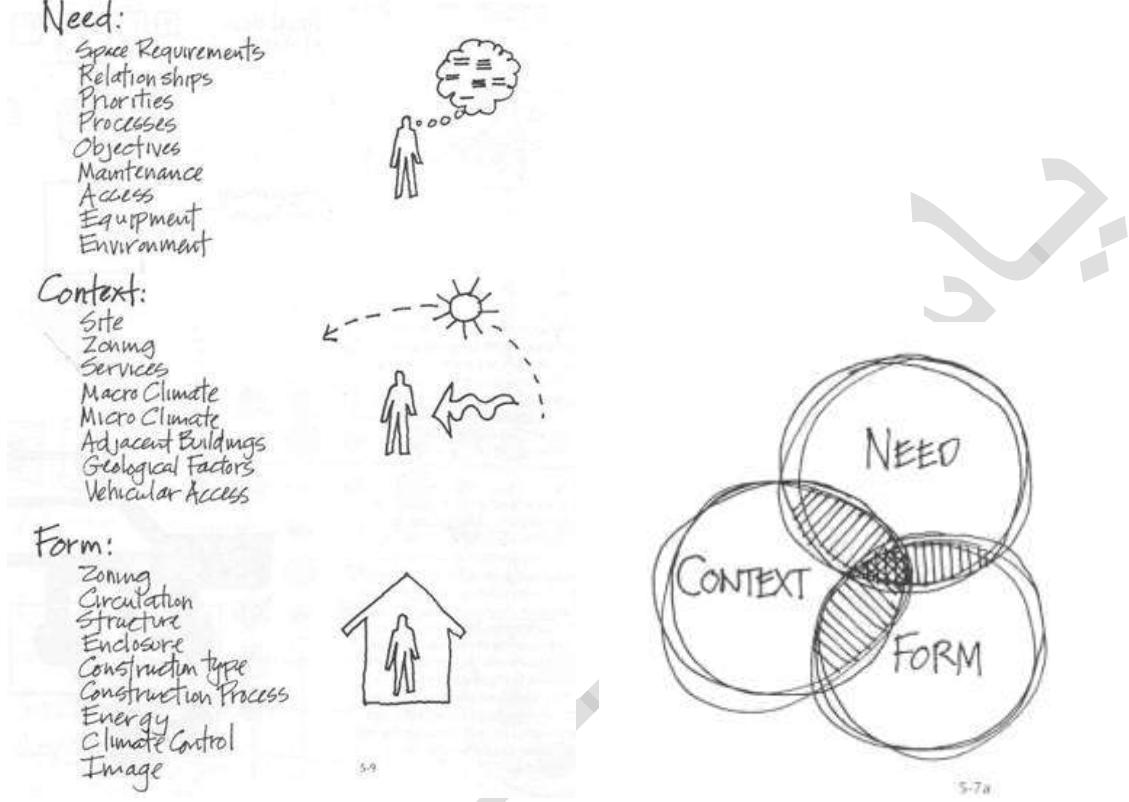 Need:
Space Requirements
Relationships
Priorities
Processes
Objectives
Maintenance
Access
Equipment
Environment
Context:
Site
Zoning
Services
Macro Climate
Micro Climate
Adjacent Buildings
Geological Factors
Vehicular Access
Form:
Zoning
Circulation
Structure
Enclosure
Construction type
Construction Process
Energy
Climate Control
Image
5-9
NEED
CONTEXT
FORM
5-7a